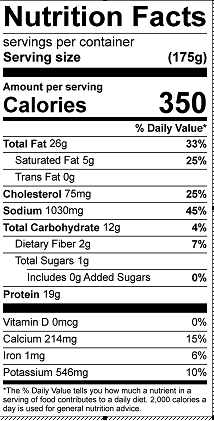 Nutrition Facts
servings per container
Serving size (175g)
Amount per serving
Calories 350
% Daily Value*
Total Fat 26g 33%
Saturated Fat 5g 25%
Trans Fat 0g
Cholesterol 75mg 25%
Sodium 1030mg 45%
Total Carbohydrate 12g 4%
Dietary Fiber 2g 7%
Total Sugars 1g
Includes 0g Added Sugars 0%
Protein 19g
Vitamin D 0mcg 0%
Calcium 214mg 15%
Iron 1mg 6%
Potassium 546mg 10%
*The % Daily Value tells you how much a nutrient in a
serving of food contributes to a daily diet. 2,000 calories a
day is used for general nutrition advice.